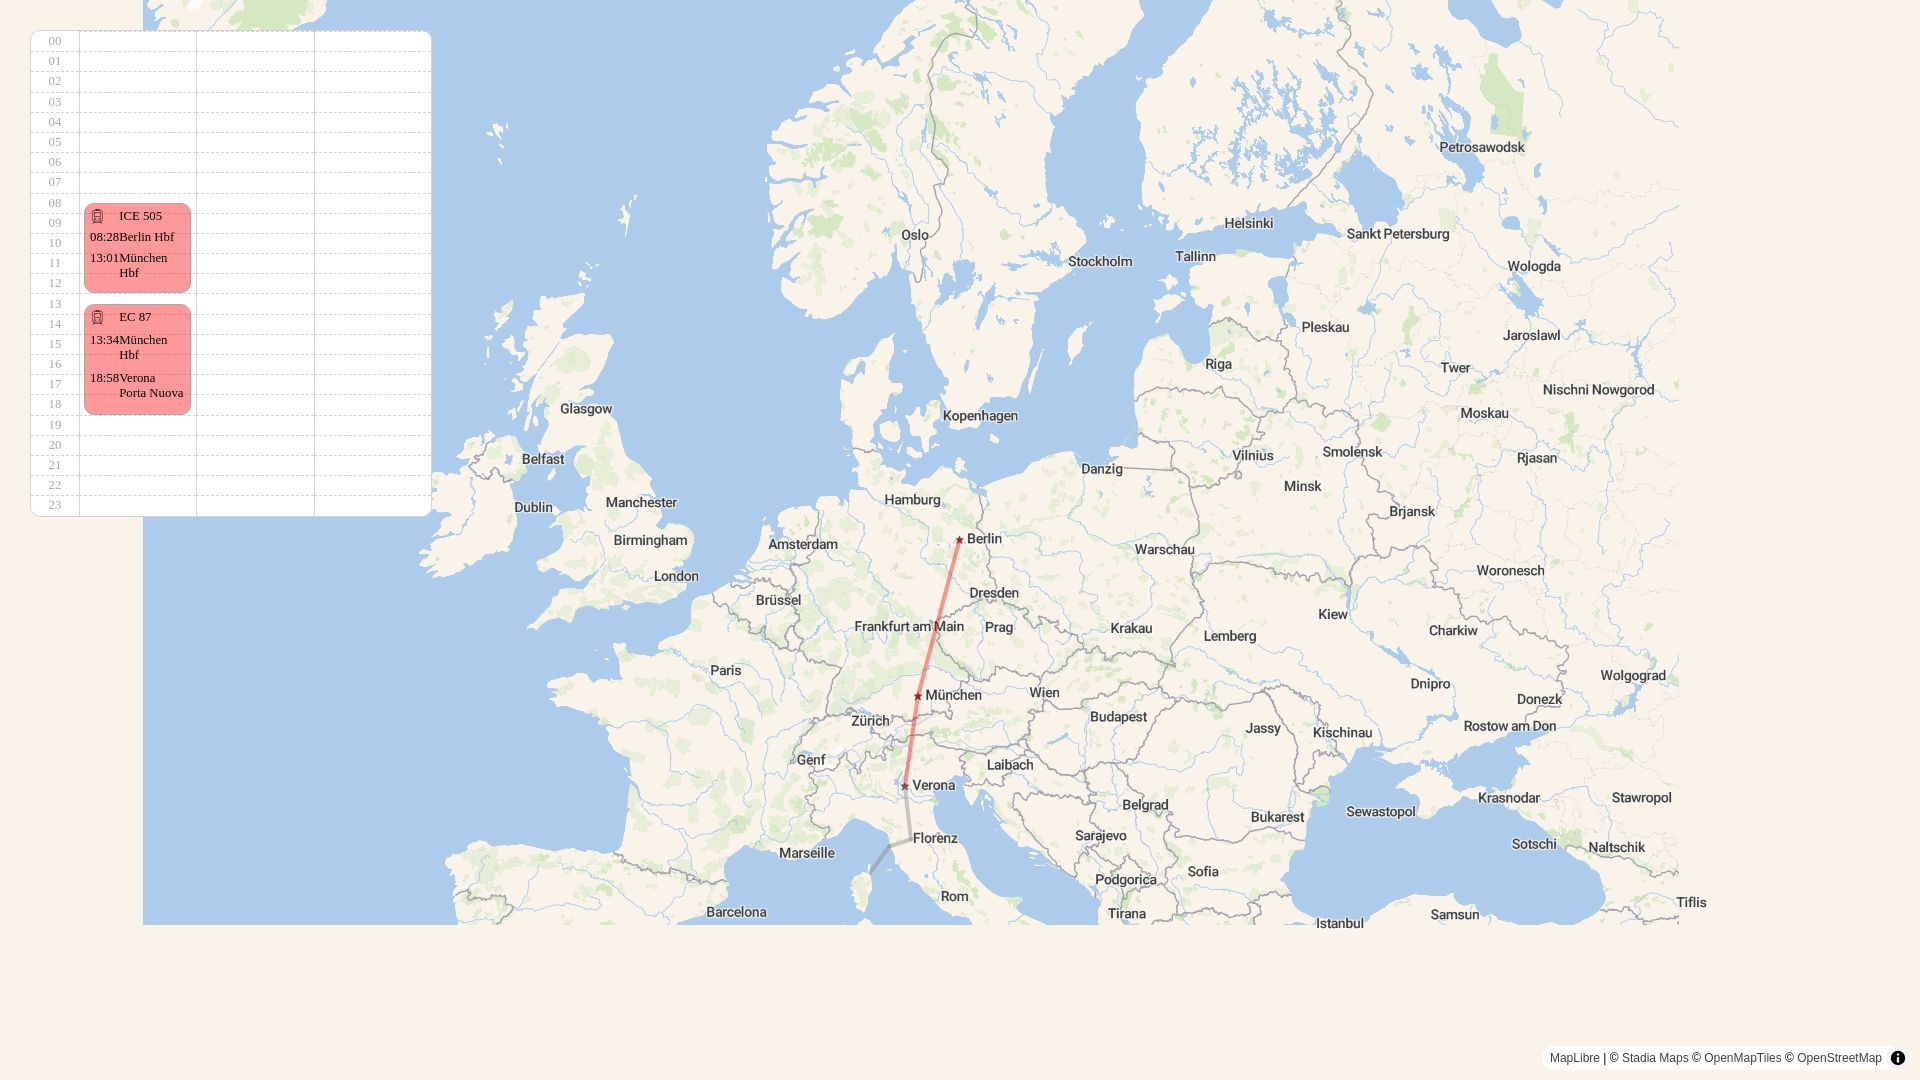 00
01
02
03
04
05
06
07
08
09
10
11
12
13
14
15
16
17
18
19
20
21
22
23
ICE 505
08:28 Berlin Hbf
13:01 München
Hbf
EC 87
13:34 München
Hbf
18:58 Verona
Porta Nuova
Petrosawodsk
Oslo
Helsinki
Sankt Petersburg
Stockholm
Tallinn
Wologda
Pleskau
Jaroslawl
Riga
Twer
Nischni Nowgorod
Glasgow
Kopenhagen
Moskau
Belfast
Danzig
Vilnius
Smolensk
Rjasan
Dublin
Manchester
Hamburg
Minsk
Brjansk
Birmingham
Amsterdam
Berlin
Warschau
London
Brüssel
Dresden
Woronesch
Frankfurt am Main
Prag
Krakau
Lemberg
Kiew
Charkiw
Paris
München
Wien
Dnipro
Wolgograd
Donezk
Zürich
Budapest
Jassy
Kischinau
Rostow am Don
Genf
Laibach
Verona
Belgrad
Bukarest
Sewastopol
Krasnodar
Stawropol
Marseille
Florenz
Sarajevo
Sotschi
Naltschik
Podgorica
Sofia
Barcelona
Rom
Tirana
Istanbul
Samsun
Tiflis
MapLibre | © Stadia Maps © OpenMapTiles © OpenStreetMap